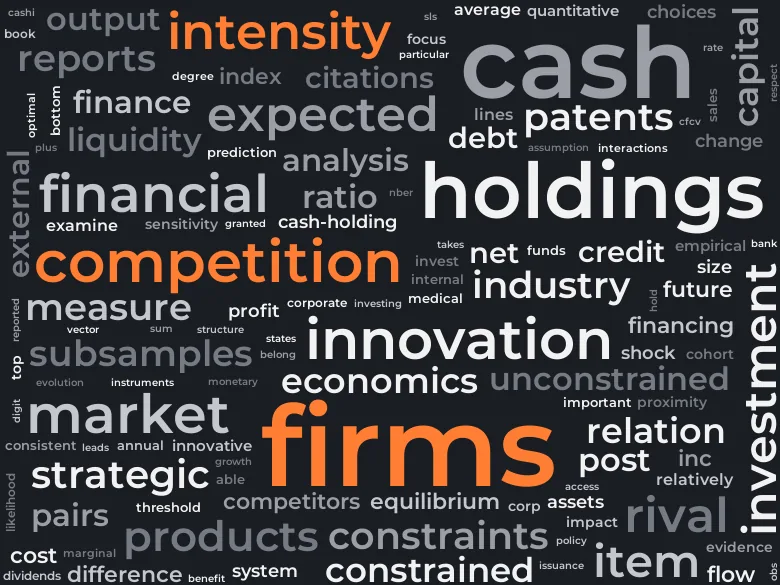 cashi
output
intensity
sls
average
quantitative
choices
capital
book
focus
particular
cash
rate
reports
degree
index
citations
respect
optimal
bottom
finance
expected
lines
patents
cfcv
sales
plus
liquidity
prediction
debt
assumption
interactions
change
external
analysis
financial
ratio
nber
holdings
examine
sensitivity
granted
cash-holding
competition
takes
net
funds
credit
empirical
bank
invest
internal
size
industry
future
investment
reported
measure
profit
corporate
investing
medical
hold
vector
sum
structure
states
innovation
financing
top
subsamples
belong
shock
cohort
evolution
instruments
monetary
economics
unconstrained
digit
market
firms
important
proximity
consistent
leads
annual
innovative
relation
strategic
growth
able
post
inc
relatively
likelihood
pairs
threshold
competitors
equilibrium
corp
access
assets
rival
impact
products
constraints
policy
cost
marginal
item
evidence
dividends
difference
benefit
system
constrained
issuance
flow
obs